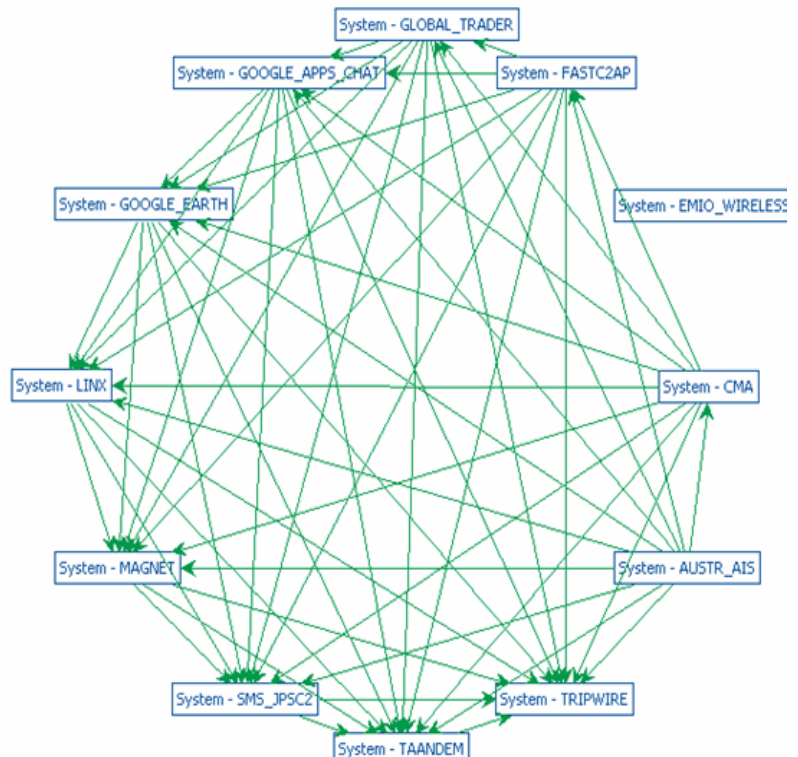 System - GLOBAL_TRADER
System - GOOGLE_APPS_CHAT
System - FASTC2AP
System - GOOGLE_EARTH
System - EMIO_WIRELESS
System - LINX
System - CMA
System - MAGNET
System - AUSTR_AIS
System - SMS_JPSC2
System - TRIPWIRE
System - TAANDEM